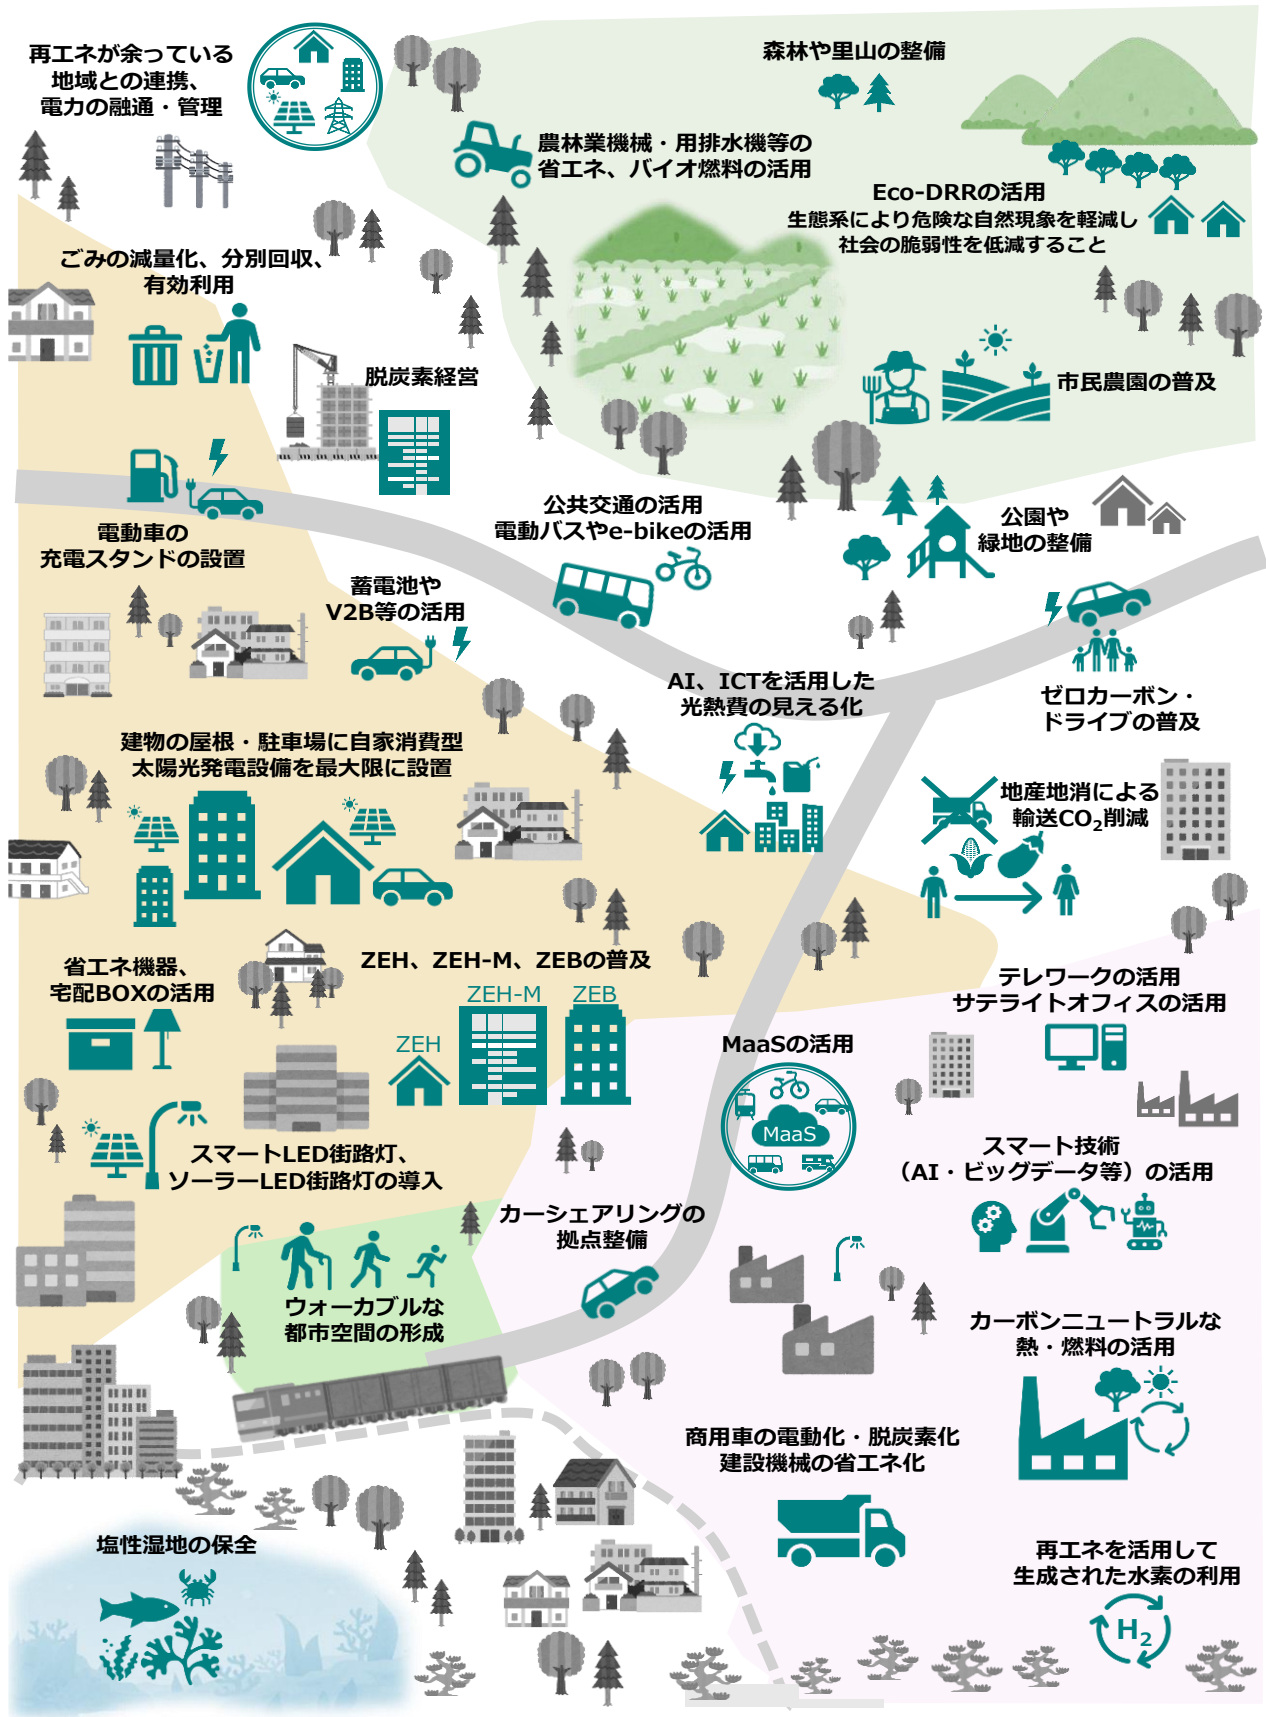 再エネが余っている
地域との連携、
電力の融通・管理
森林や里山の整備
農林業機械・用排水機等の
省エネ、バイオ燃料の活用
Eco-DRRの活用
生態系により危険な自然現象を軽減し
社会の脆弱性を低減すること
ごみの減量化、分別回収、
有効利用
脱炭素経営
市民農園の普及
電動車の
充電スタンドの設置
公共交通の活用
電動バスやe-bikeの活用
公園や
緑地の整備
蓄電池や
V2B等の活用
AI、ICTを活用した
光熱費の見える化
ゼロカーボン・
ドライブの普及
建物の屋根・駐車場に自家消費型
太陽光発電設備を最大限に設置
地産地消による
輸送CO₂削減
省エネ機器、
宅配BOXの活用
ZEH、ZEH-M、ZEBの普及
ZEH-M
ZEB
ZEH
テレワークの活用
サテライトオフィスの活用
MaaSの活用
MaaS
スマートLED街路灯、
ソーラーLED街路灯の導入
スマート技術
（AI・ビッグデータ等）の活用
カーシェアリングの
拠点整備
ウォーカブルな
都市空間の形成
カーボンニュートラルな
熱・燃料の活用
商用車の電動化・脱炭素化
建設機械の省エネ化
塩性湿地の保全
再エネを活用して
生成された水素の利用
H₂